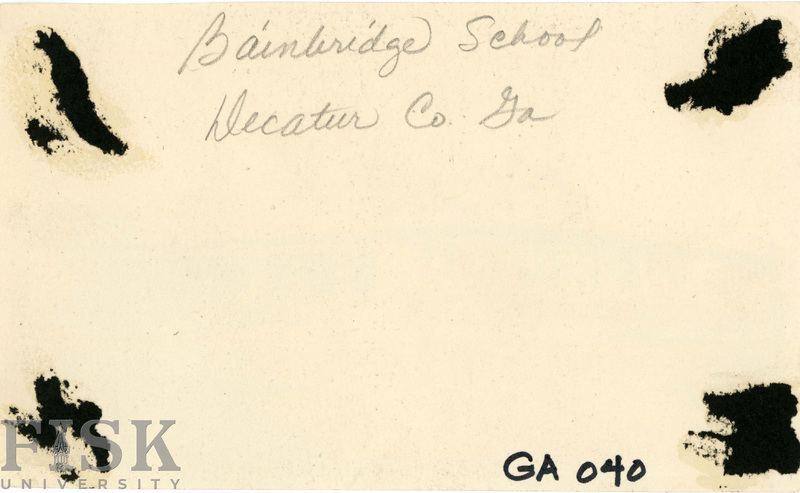 Bainbridge School
Decatur Co. Ga
GA 040
FISK
UNIVERSITY